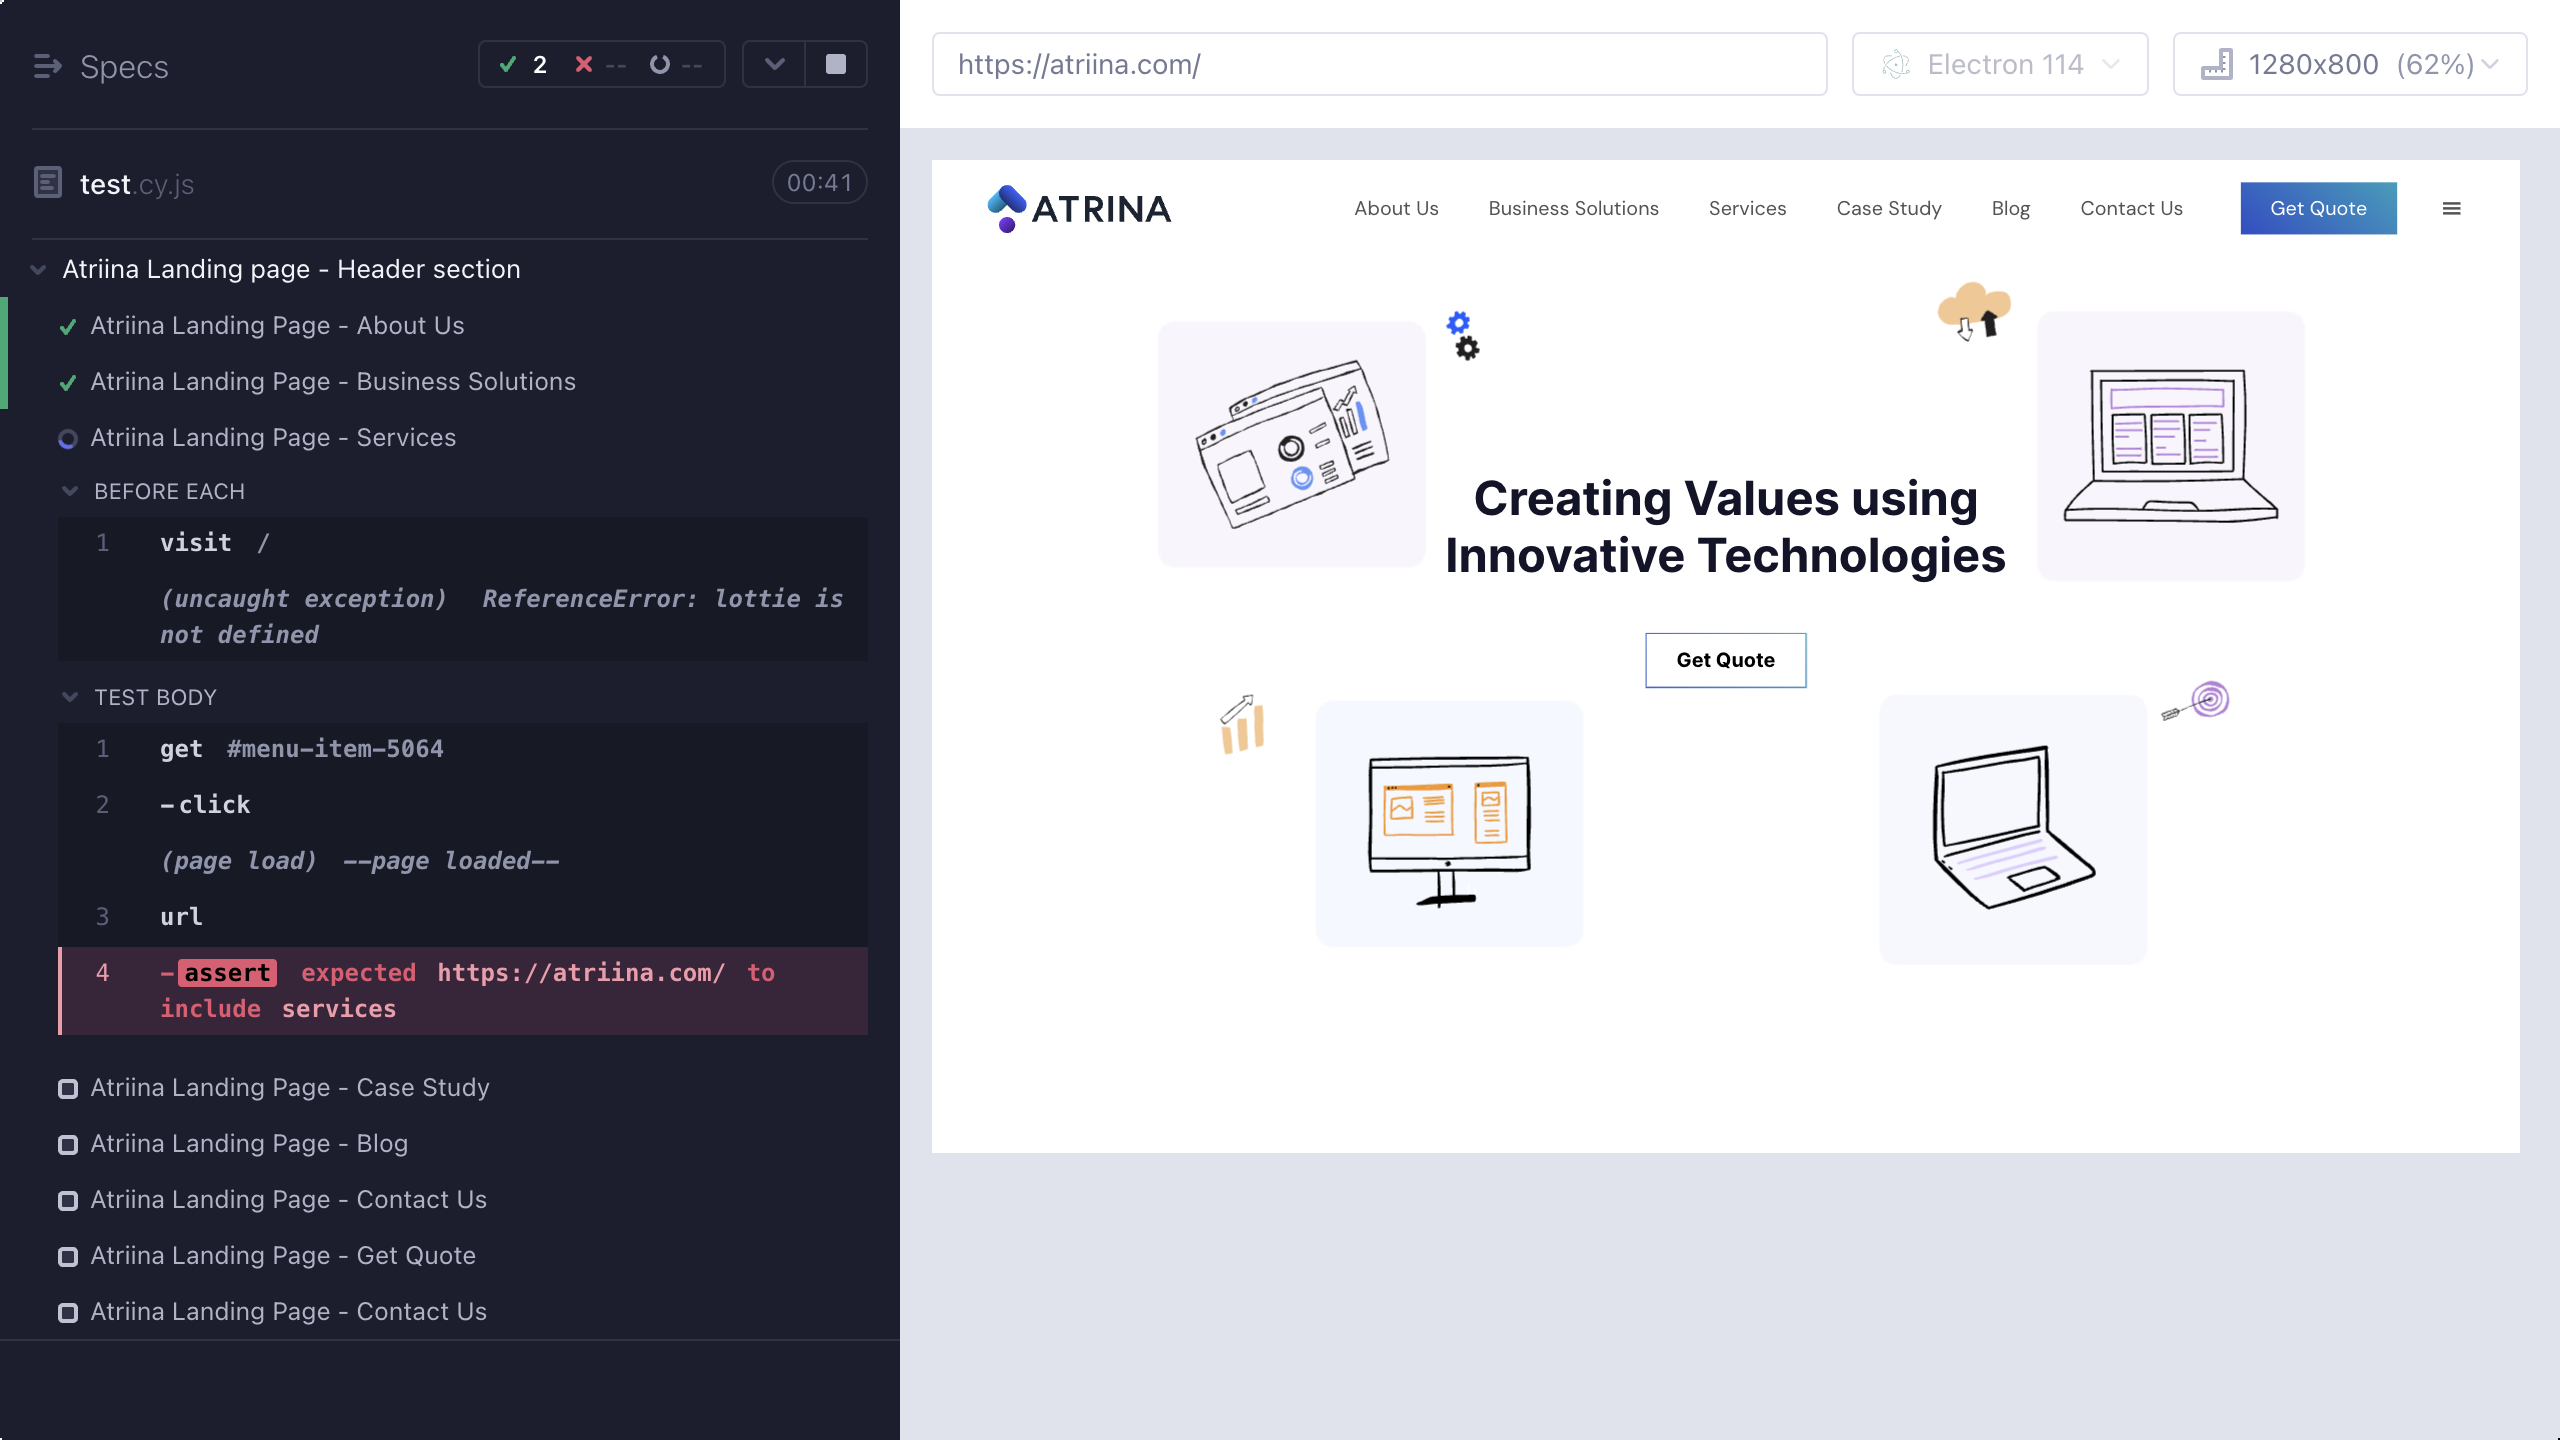 Specs
2 -- --
test.cy.js
00:41
Atriina Landing page - Header section
Atriina Landing Page - About Us
Atriina Landing Page - Business Solutions
Atriina Landing Page - Services
BEFORE EACH
1 visit /
(uncaught exception) ReferenceError: lottie is
not defined
TEST BODY
1 get #menu-item-5064
2 -click
(page load) --page loaded--
3 url
4 -assert expected https://atriina.com/ to
include services
Atriina Landing Page - Case Study
Atriina Landing Page - Blog
Atriina Landing Page - Contact Us
Atriina Landing Page - Get Quote
Atriina Landing Page - Contact Us
https://atriina.com/
Electron 114
1280x800 (62%)
ATRINA
About Us
Business Solutions
Services
Case Study
Blog
Contact Us
Get Quote
Creating Values using
Innovative Technologies
Get Quote